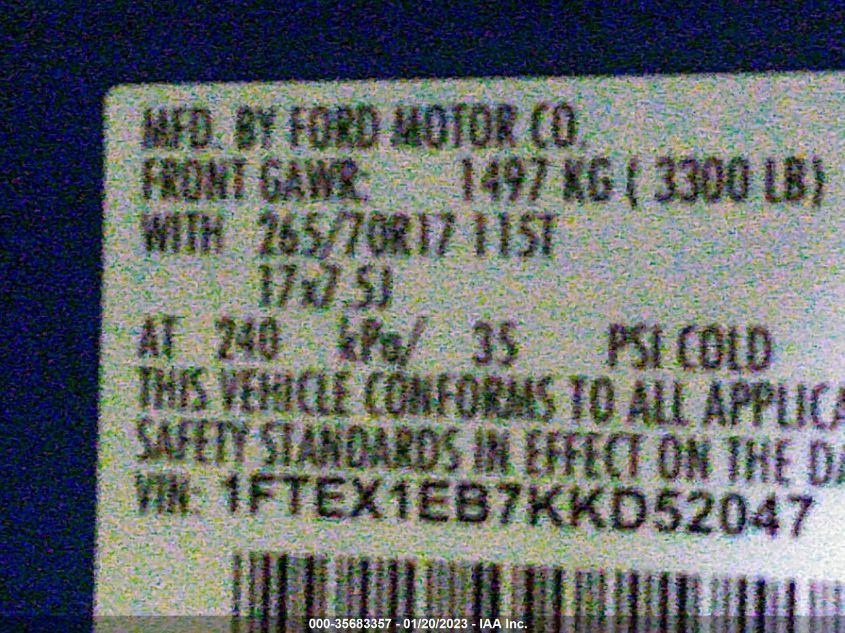 MFD. BY FORD MOTOR CO.
FRONT GAWR: 1497 KG ( 3300 LB)
WITH 265/70R17 115T
17x7.5J
AT 240 kPa/ 35 PSI COLD
THIS VEHICLE CONFORMS TO ALL APPLICA
SAFETY STANDARDS IN EFFECT ON THE DA
VIN: 1FTEX1EB7KKD52047
000-35683357 - 01/20/2023 - IAA Inc.